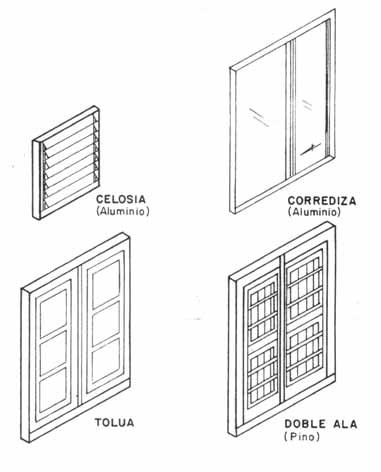 CELOSIA
(Aluminio)
CORREDIZA
(Aluminio)
TOLUA
DOBLE ALA
(Pino)